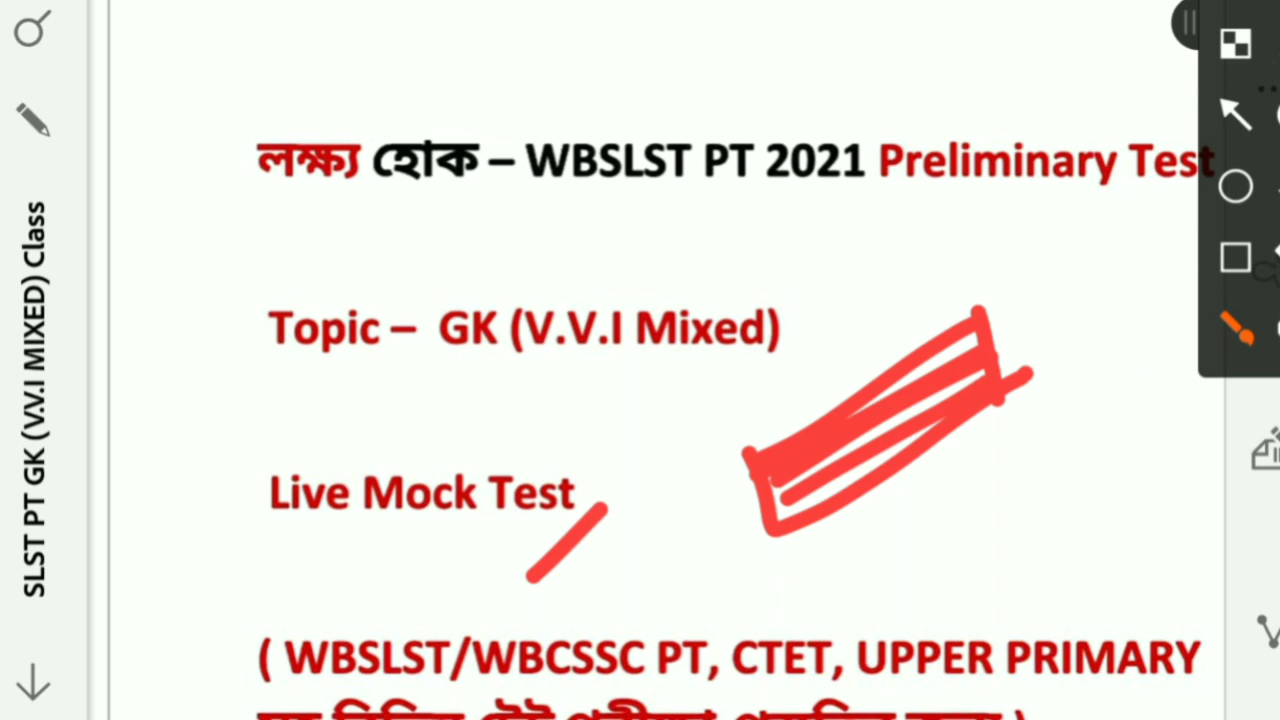 SLST PT GK (V.V.I MIXED) Class
লক্ষ্য হোক – WBSLST PT 2021 Preliminary Test
Topic – GK (V.V.I Mixed)
Live Mock Test
( WBSLST/WBCSSC PT, CTET, UPPER PRIMARY